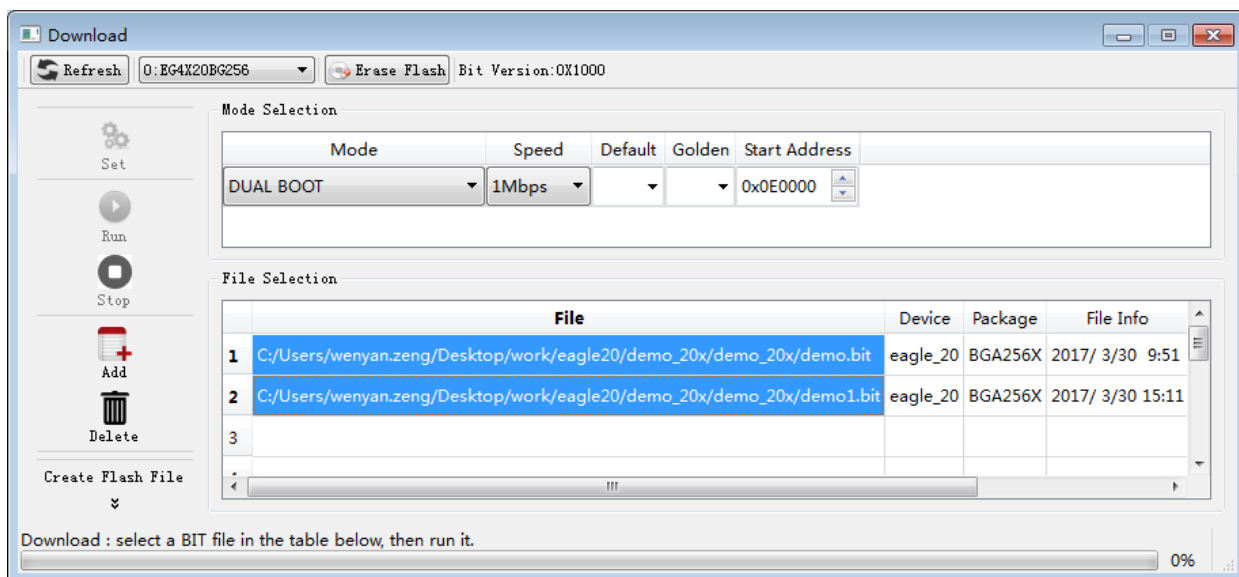 Download
Refresh 0:EG4X20BG256 Erase Flash Bit Version:0X1000
Mode Selection
Set
Mode Speed Default Golden Start Address
DUAL BOOT 1Mbps 0x0E0000
Run
Stop
File Selection
File Device Package File Info
1 C:/Users/wenyan.zeng/Desktop/work/eagle20/demo_20x/demo_20x/demo.bit eagle_20 BGA256X 2017/ 3/30 9:51
2 C:/Users/wenyan.zeng/Desktop/work/eagle20/demo_20x/demo_20x/demo1.bit eagle_20 BGA256X 2017/ 3/30 15:11
3
Add
Delete
Create Flash File
Download : select a BIT file in the table below, then run it.
0%